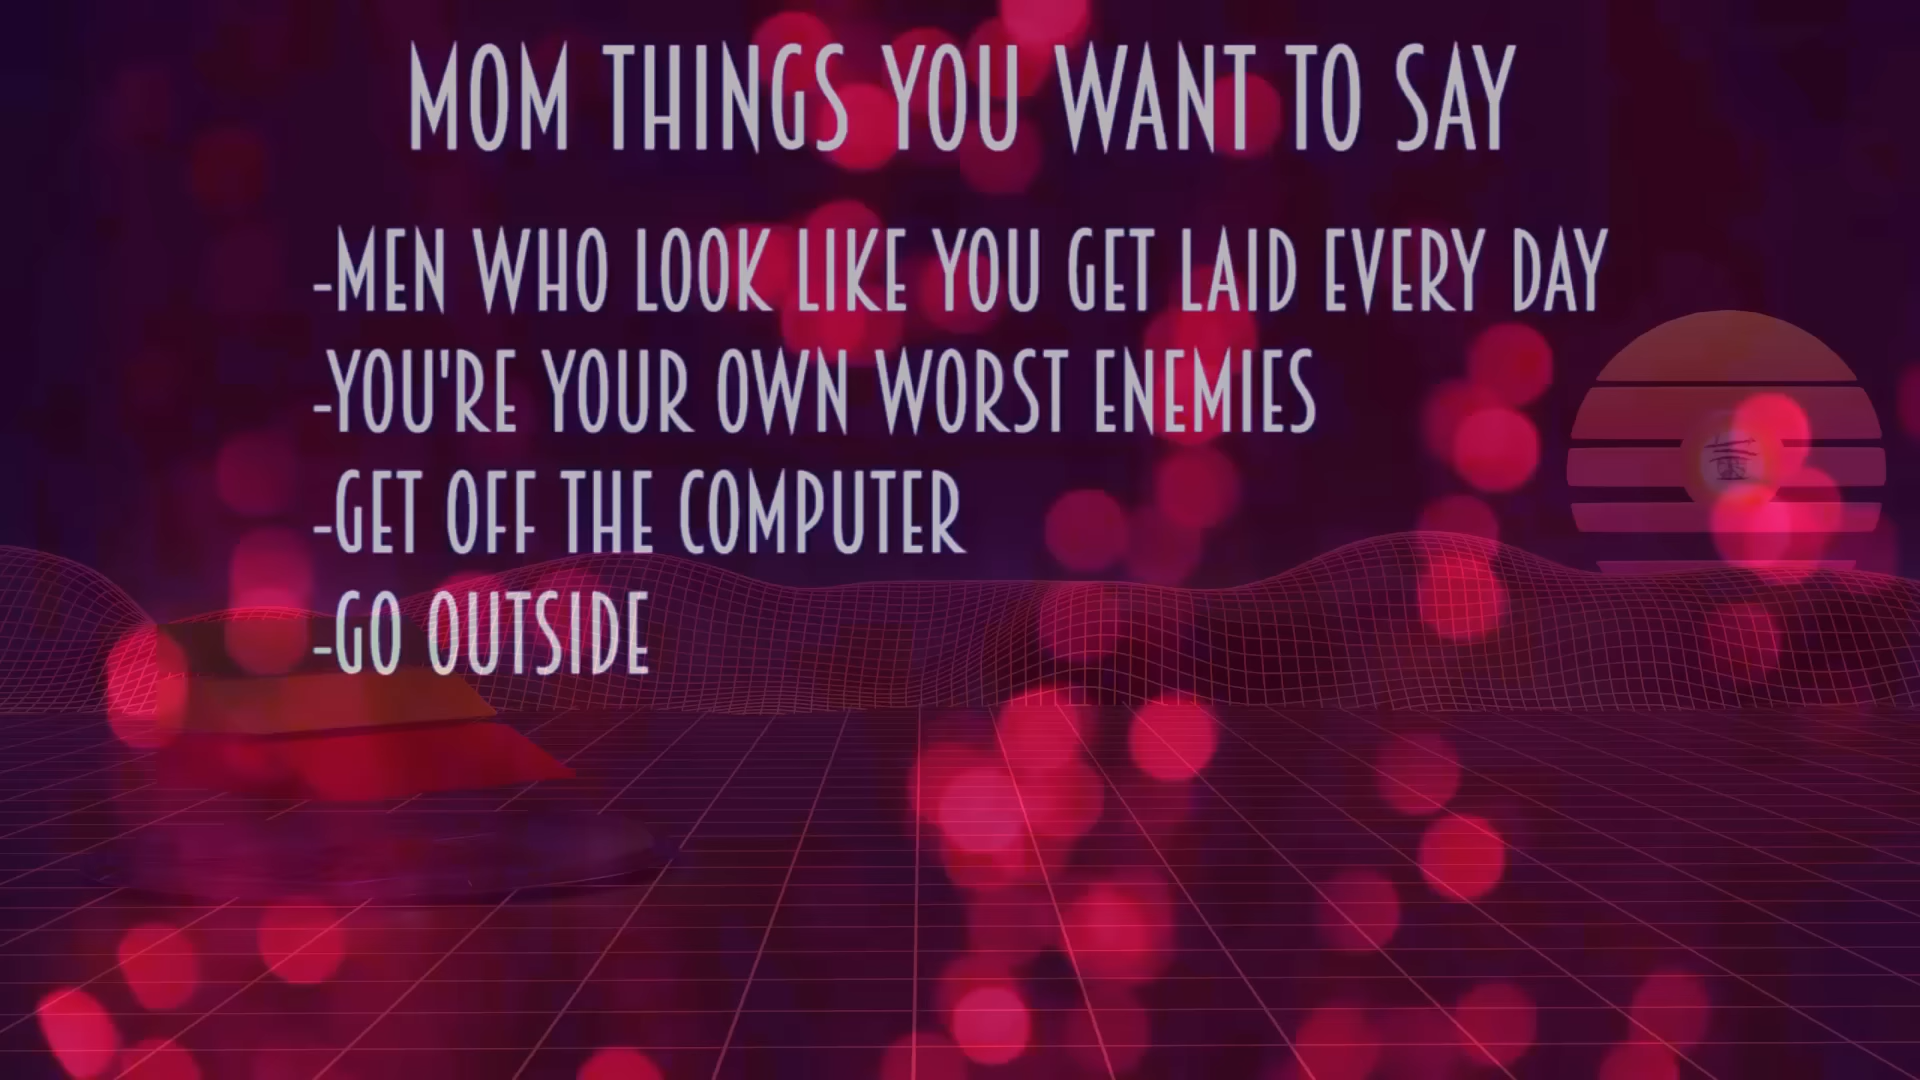 MOM THINGS YOU WANT TO SAY
-MEN WHO LOOK LIKE YOU GET LAID EVERY DAY
-YOU'RE YOUR OWN WORST ENEMIES
-GET OFF THE COMPUTER
-GO OUTSIDE